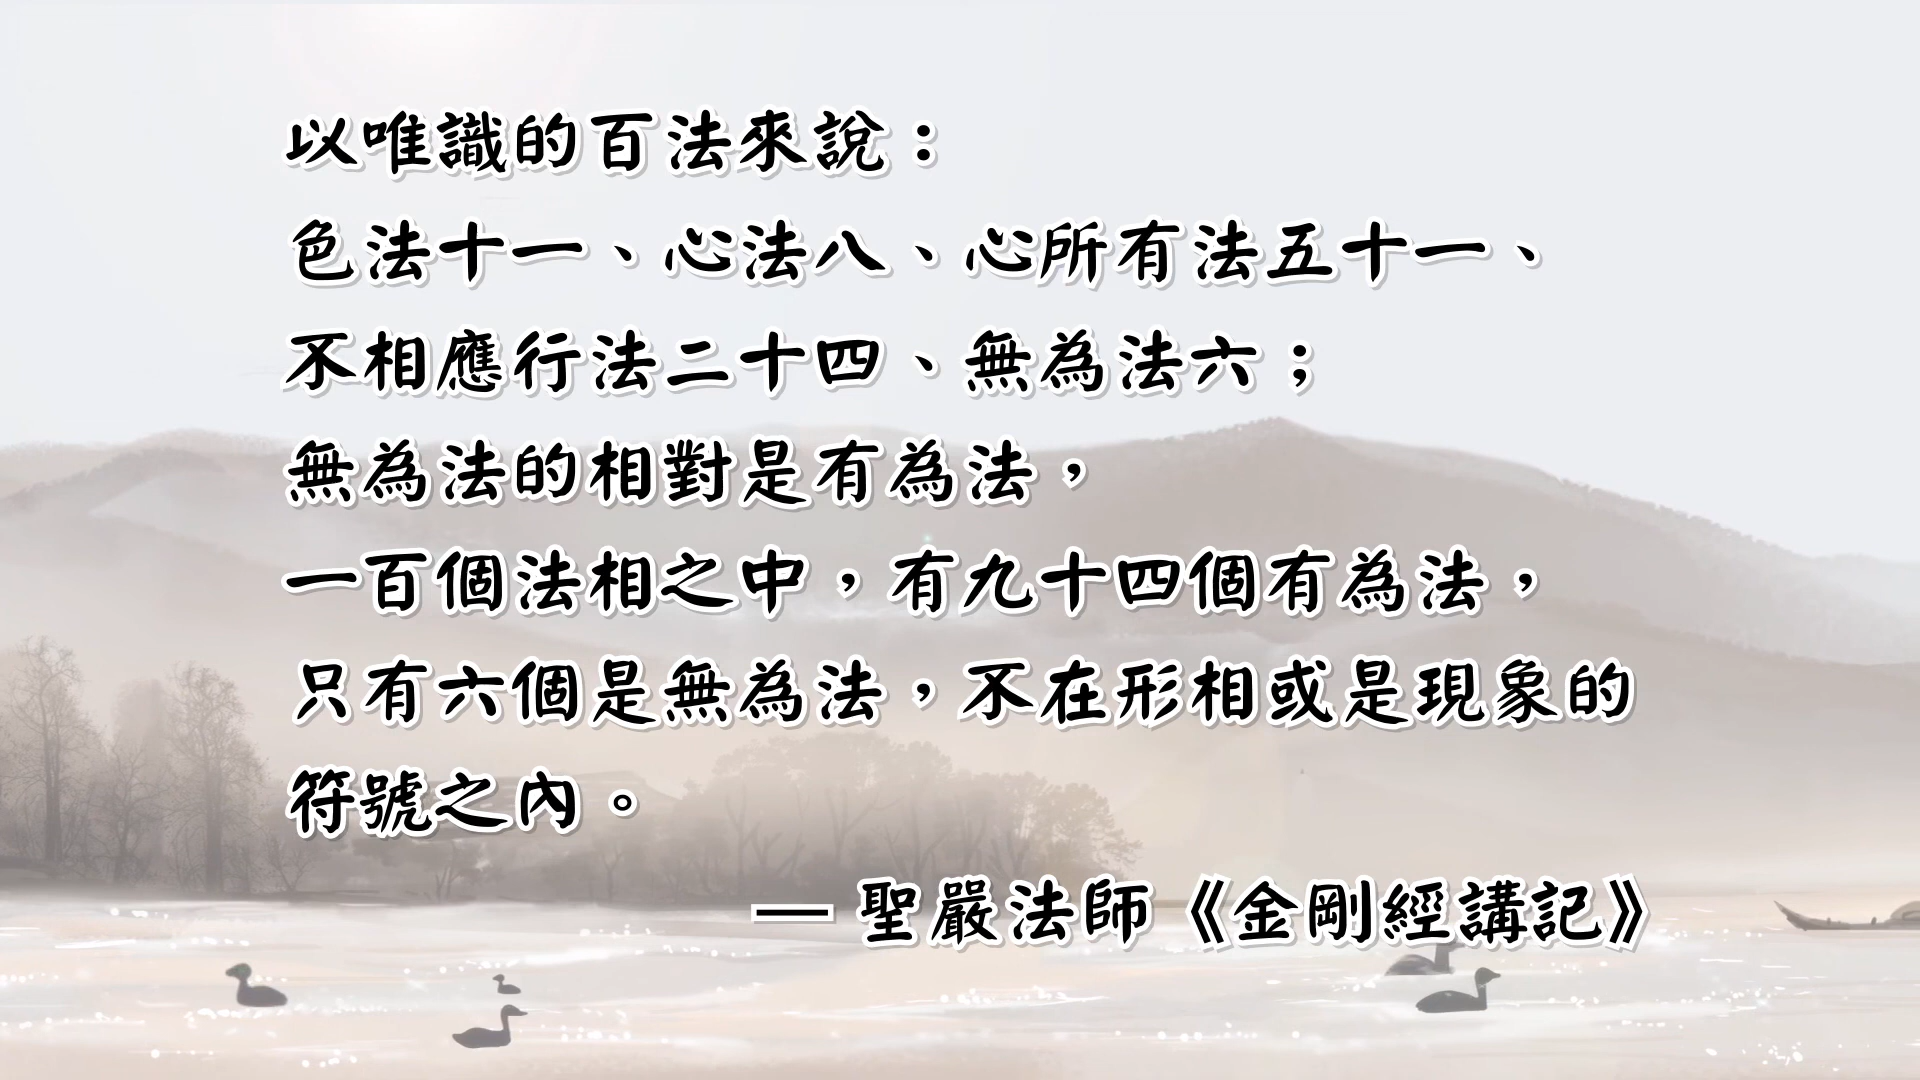 以唯識的百法來說：
色法十一、心法八、心所有法五十一、
不相應行法二十四、無為法六；
無為法的相對是有為法，
一百個法相之中，有九十四個有為法，
只有六個是無為法，不在形相或是現象的
符號之內。
— 聖嚴法師《金剛經講記》